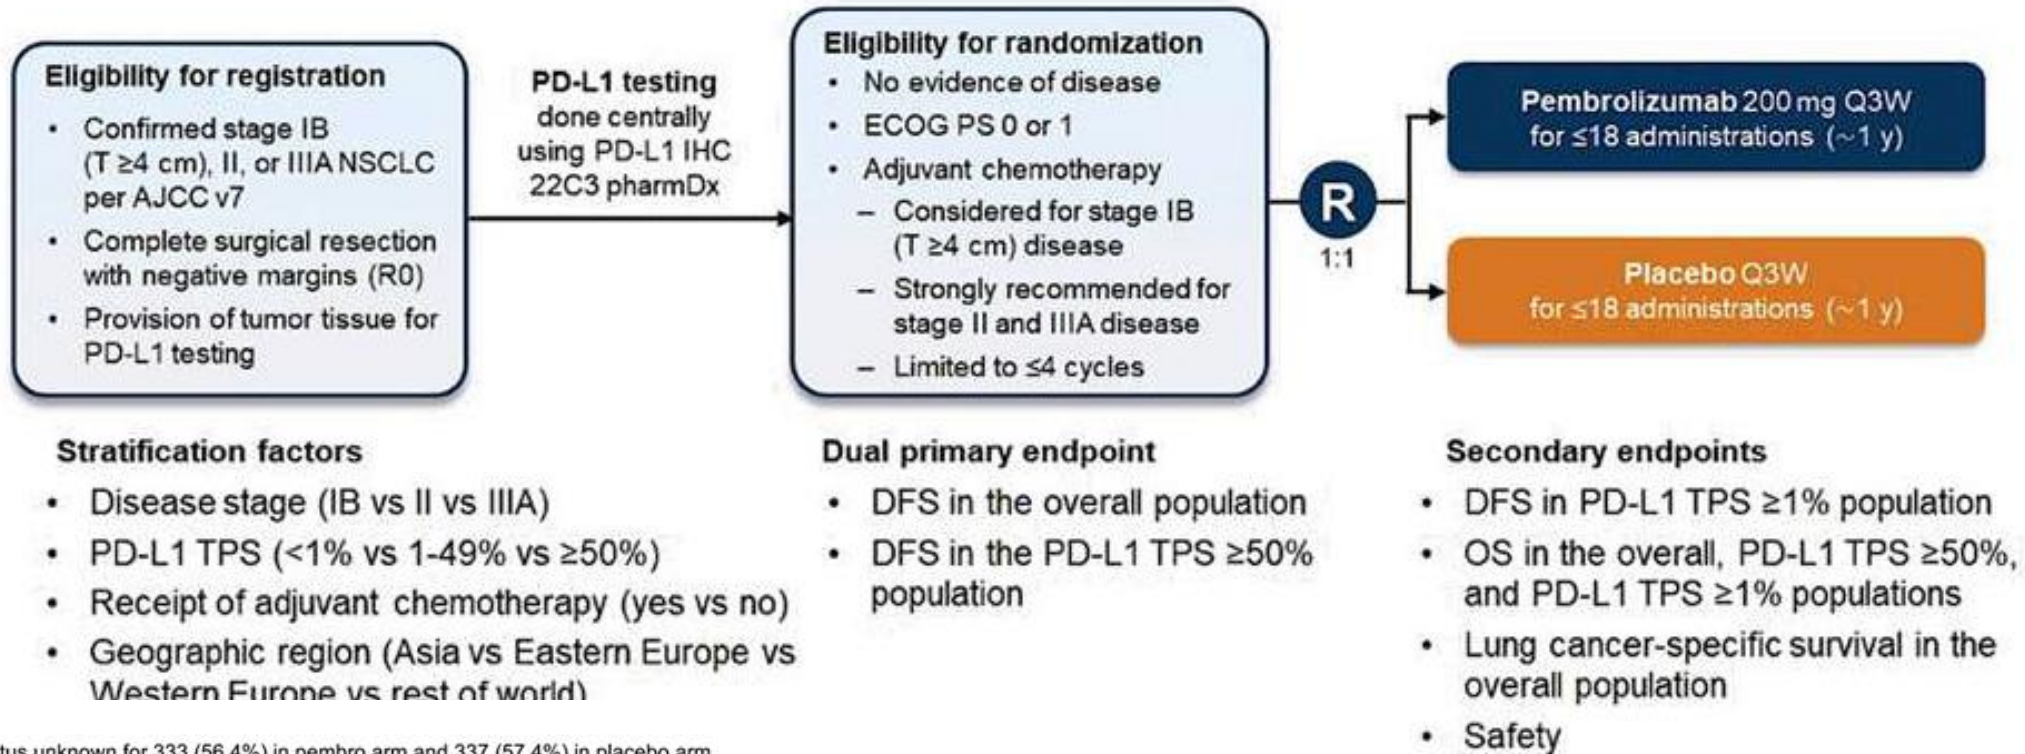 Eligibility for registration
• Confirmed stage IB
(T ≥4 cm), II, or IIIA NSCLC
per AJCC v7
• Complete surgical resection
with negative margins (R0)
• Provision of tumor tissue for
PD-L1 testing
PD-L1 testing
done centrally
using PD-L1 IHC
22C3 pharmDx
Eligibility for randomization
• No evidence of disease
• ECOG PS 0 or 1
• Adjuvant chemotherapy
– Considered for stage IB
(T ≥4 cm) disease
– Strongly recommended for
stage II and IIIA disease
– Limited to ≤4 cycles
R
1:1
Pembrolizumab 200 mg Q3W
for ≤18 administrations (~1 y)
Placebo Q3W
for ≤18 administrations (~1 y)
Stratification factors
• Disease stage (IB vs II vs IIIA)
• PD-L1 TPS (<1% vs 1-49% vs ≥50%)
• Receipt of adjuvant chemotherapy (yes vs no)
• Geographic region (Asia vs Eastern Europe vs
Western Europe vs rest of world)
Dual primary endpoint
• DFS in the overall population
• DFS in the PD-L1 TPS ≥50%
population
Secondary endpoints
• DFS in PD-L1 TPS ≥1% population
• OS in the overall, PD-L1 TPS ≥50%,
and PD-L1 TPS ≥1% populations
• Lung cancer-specific survival in the
overall population
• Safety
unknown for 333 (56.4%) in pembro arm and 337 (57.4%) in placebo arm